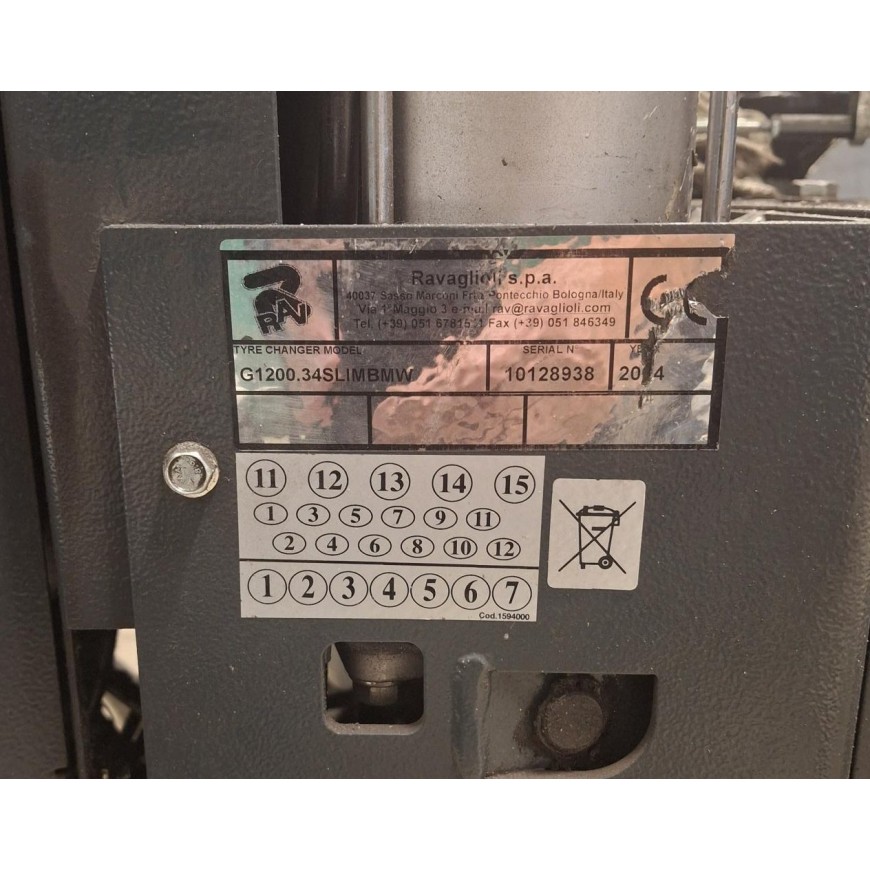 RAV
Ravaglioli s.p.a.
40037 Sasso Marconi Fr. Pontecchio Bologna/Italy
Via 1° Maggio 3 rav@ravaglioli.com
Tel. (+39) 051 Fax (+39) 051 846349
CE
TYRE CHANGER MODEL SERIAL N
G1200.34SLIMBMW 10128938
11 12 13 14 15
1 3 5 7 9 11
2 4 6 8 10 12
1 2 3 4 5 6 7
Cod.1594000